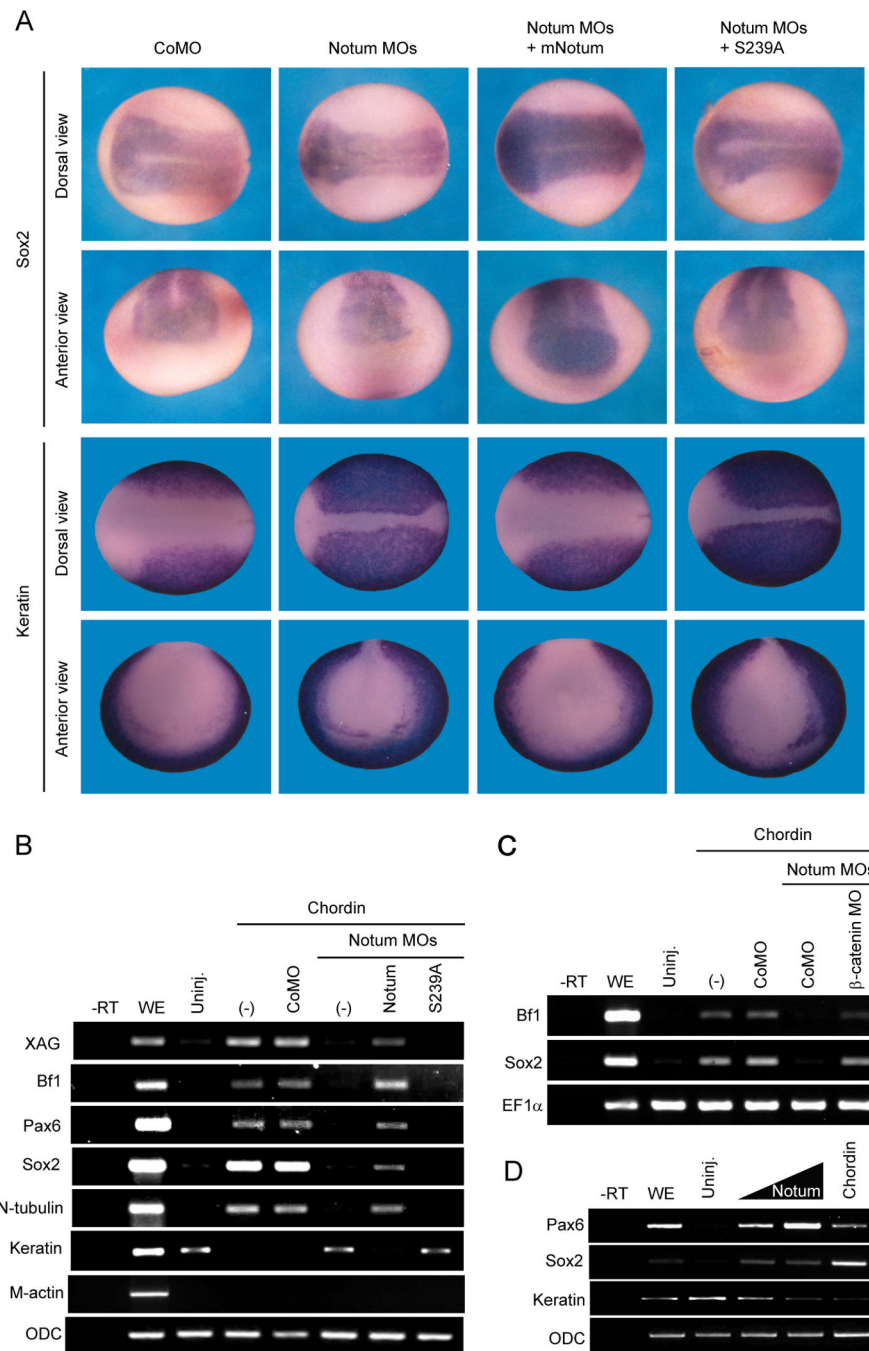 A
CoMO
Notum MOs
Notum MOs
+ mNotum
Notum MOs
+ S239A
Sox2
Dorsal view
Anterior view
Keratin
Dorsal view
Anterior view
B
Chordin
Notum MOs
-RT
WE
Uninj.
(-)
CoMO
(-)
Notum
S239A
XAG
Bf1
Pax6
Sox2
N-tubulin
Keratin
M-actin
ODC
C
Chordin
Notum MOs
-RT
WE
Uninj.
(-)
CoMO
CoMO
β-catenin MO
Bf1
Sox2
EF1α
D
-RT
WE
Uninj.
Notum
Chordin
Pax6
Sox2
Keratin
ODC